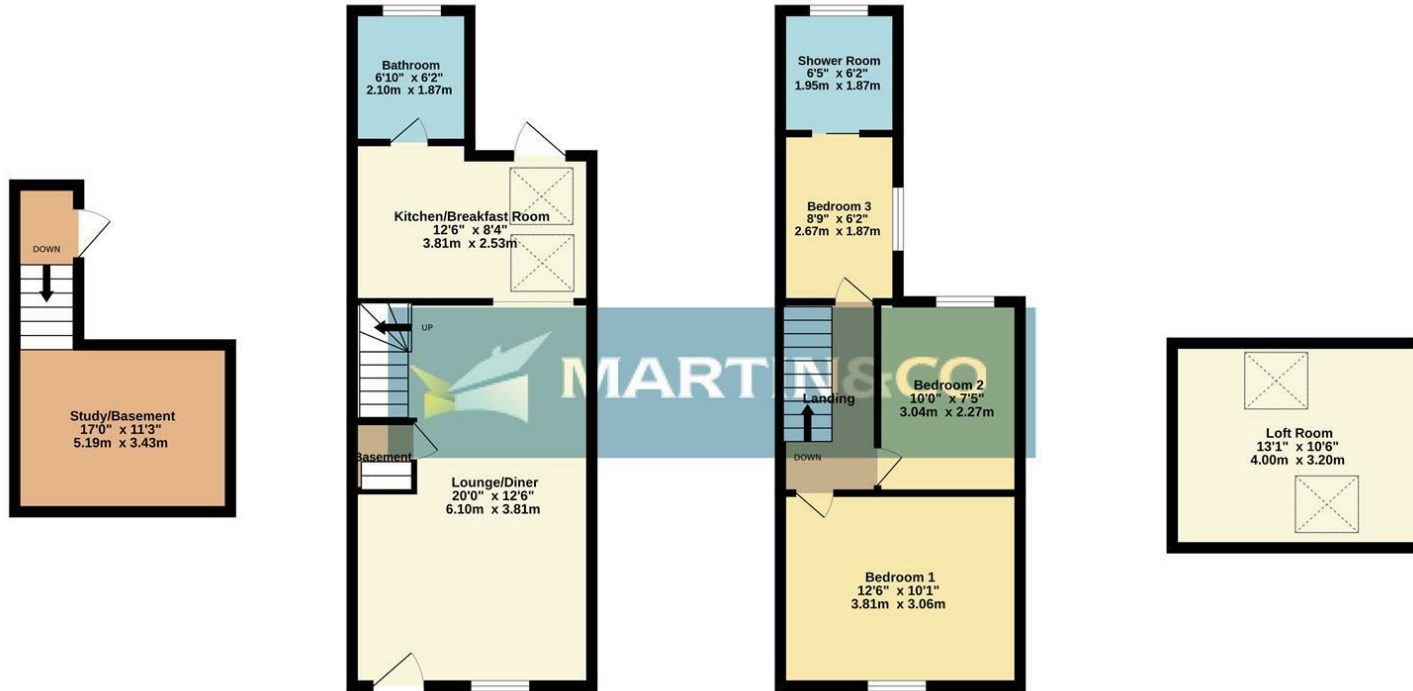 DOWN
Study/Basement
17'0" x 11'3"
5.19m x 3.43m
Bathroom
6'10" x 6'2"
2.10m x 1.87m
Kitchen/Breakfast Room
12'6" x 8'4"
3.81m x 2.53m
UP
Basement
Lounge/Diner
20'0" x 12'6"
6.10m x 3.81m
MARTIN&CO
Shower Room
6'5" x 6'2"
1.95m x 1.87m
Bedroom 3
8'9" x 6'2"
2.67m x 1.87m
Landing
DOWN
Bedroom 2
10'0" x 7'5"
3.04m x 2.27m
Bedroom 1
12'6" x 10'1"
3.81m x 3.06m
Loft Room
13'1" x 10'6"
4.00m x 3.20m